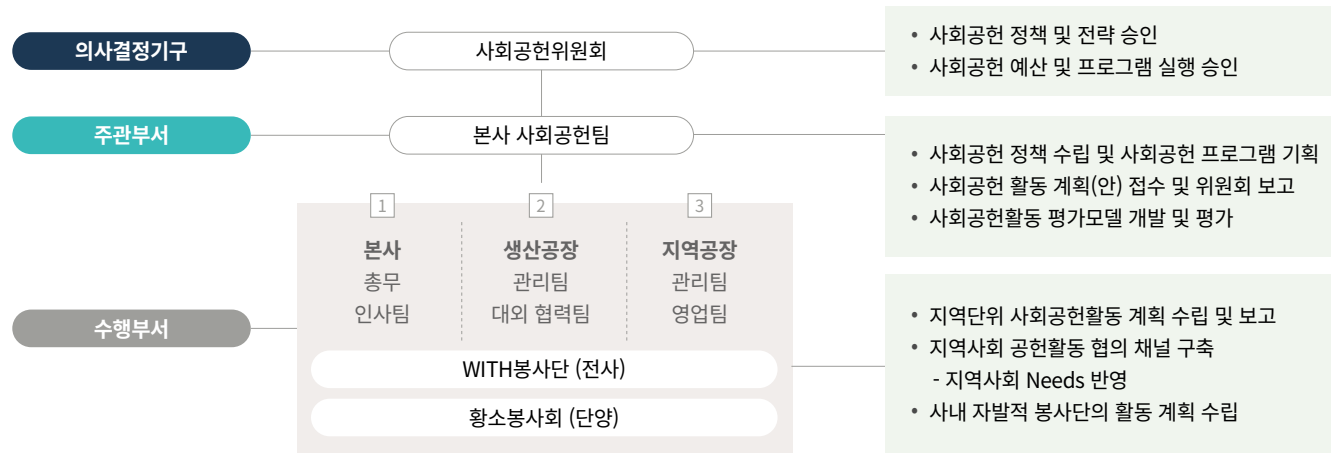 의사결정기구
사회공헌위원회
• 사회공헌 정책 및 전략 승인
• 사회공헌 예산 및 프로그램 실행 승인
주관부서
본사 사회공헌팀
• 사회공헌 정책 수립 및 사회공헌 프로그램 기획
• 사회공헌 활동 계획(안) 접수 및 위원회 보고
• 사회공헌활동 평가모델 개발 및 평가
수행부서
1
본사
총무
인사팀
2
생산공장
관리팀
대외 협력팀
3
지역공장
관리팀
영업팀
WITH봉사단 (전사)
황소봉사회 (단양)
• 지역단위 사회공헌활동 계획 수립 및 보고
• 지역사회 공헌활동 협의 채널 구축
- 지역사회 Needs 반영
• 사내 자발적 봉사단의 활동 계획 수립